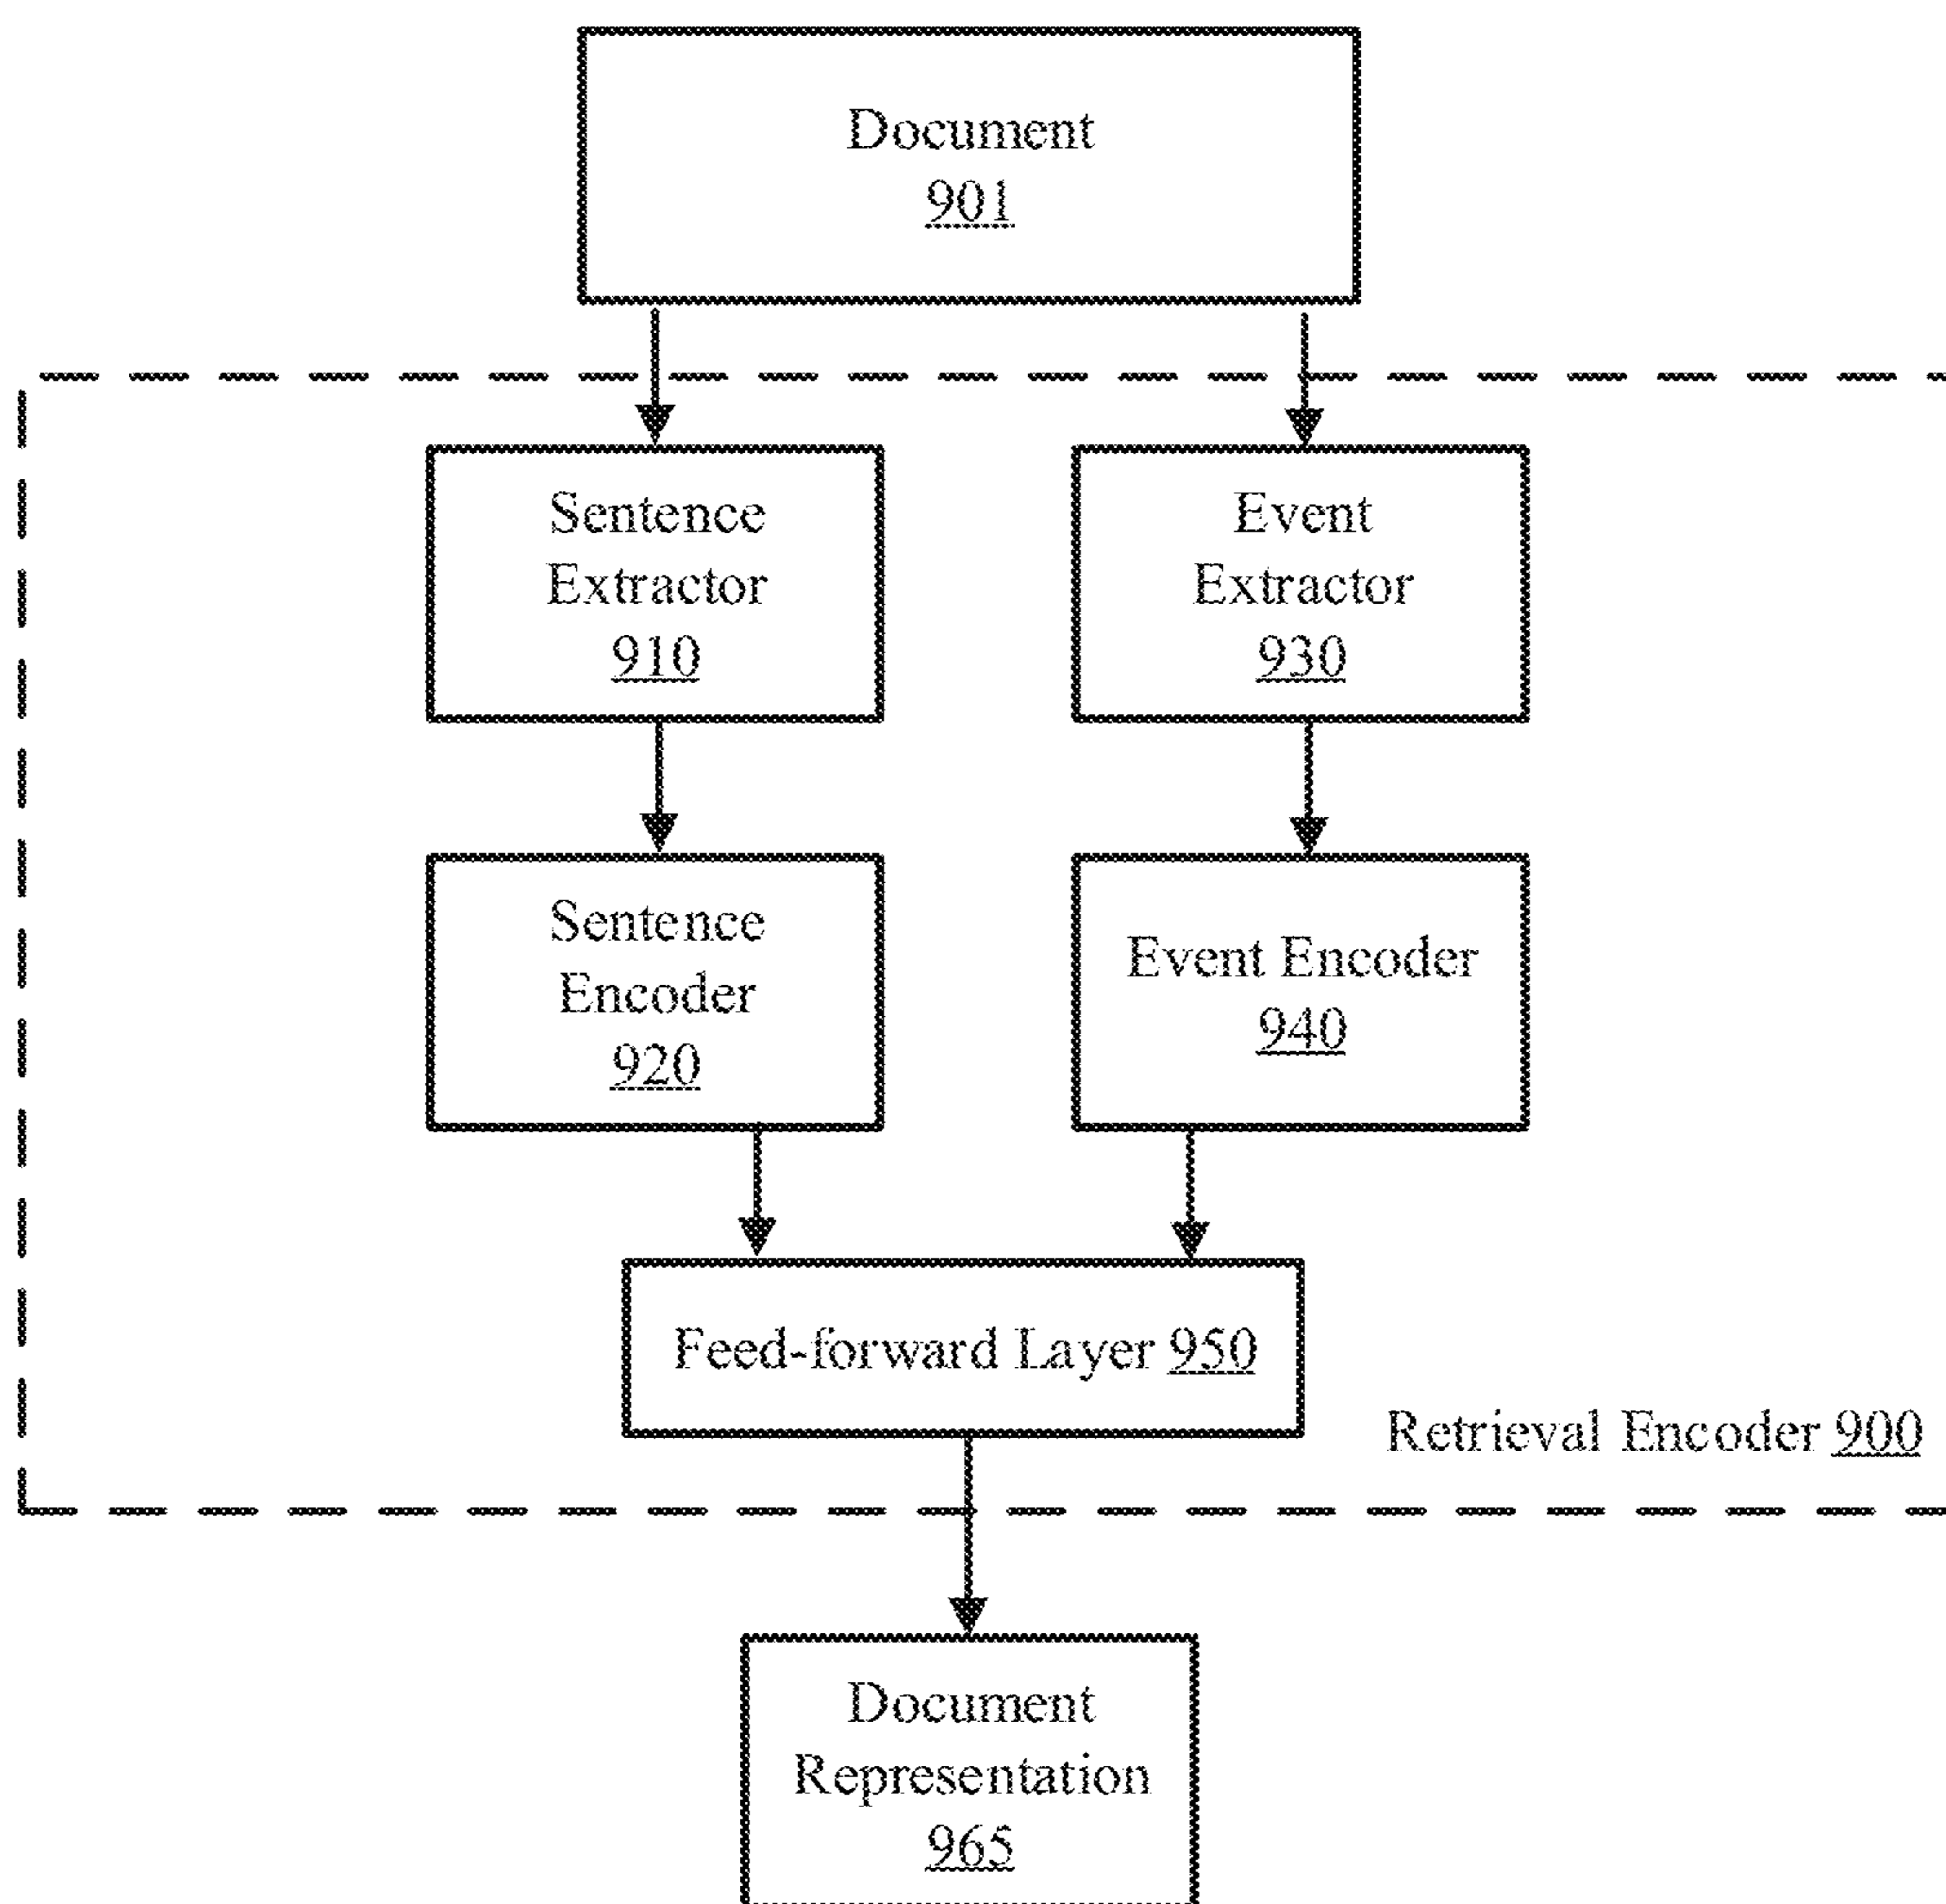 Document
901
Sentence
Extractor
910
Event
Extractor
930
Sentence
Encoder
920
Event Encoder
940
Feed-forward Layer 950
Retrieval Encoder 900
Document
Representation
965